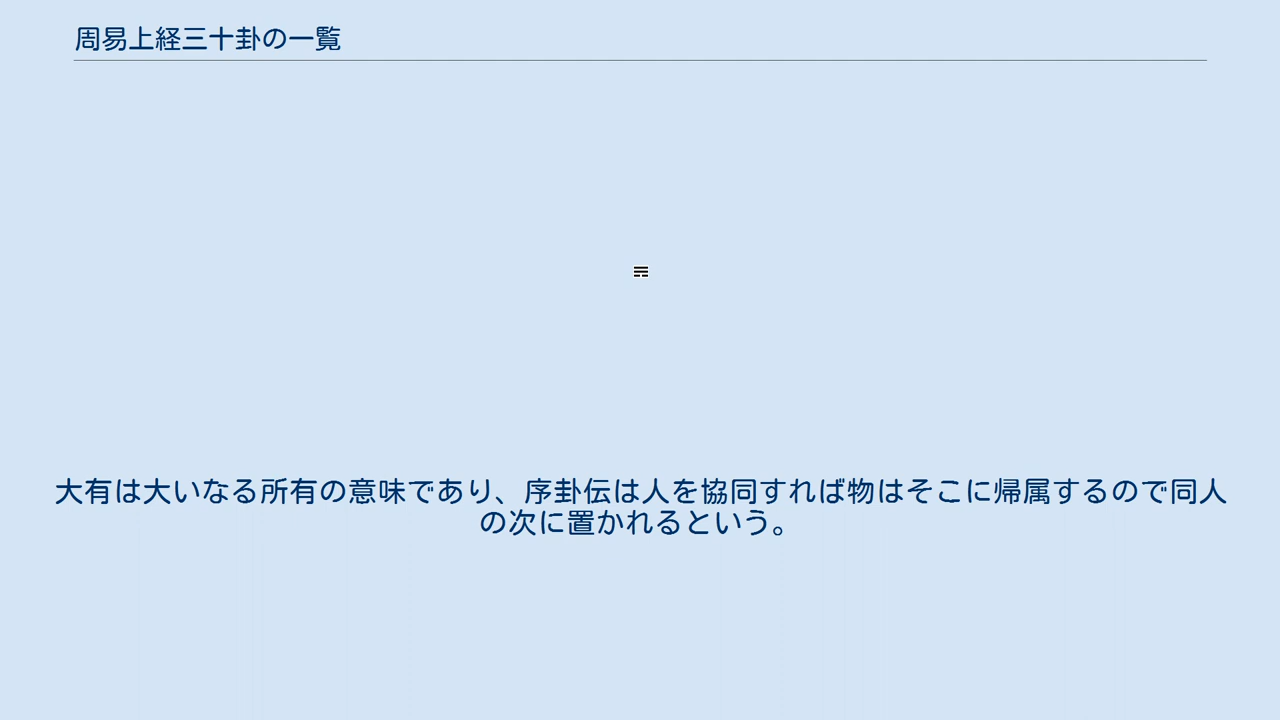 周易上経三十卦の一覧
大有は大いなる所有の意味であり、序卦伝は人を協同すれば物はそこに帰属するので同人
の次に置かれるという。